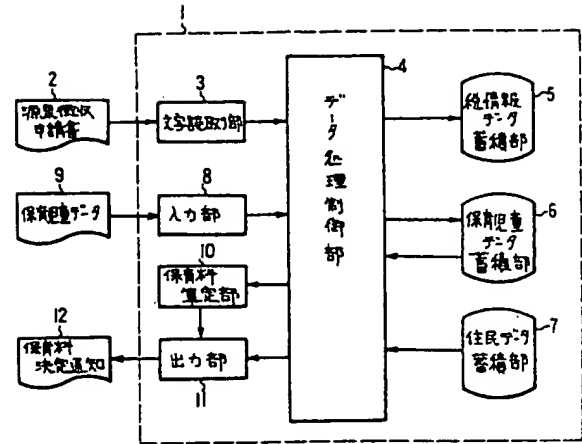 1
2
源泉徴収
申請書
3
文字読取部
4
データ処理制御部
5
税情報
データ
蓄積部
9
保育児童データ
8
入力部
6
保育児童
データ
蓄積部
10
保育料
算定部
12
保育料
決定通知
出力部
11
7
住民データ
蓄積部